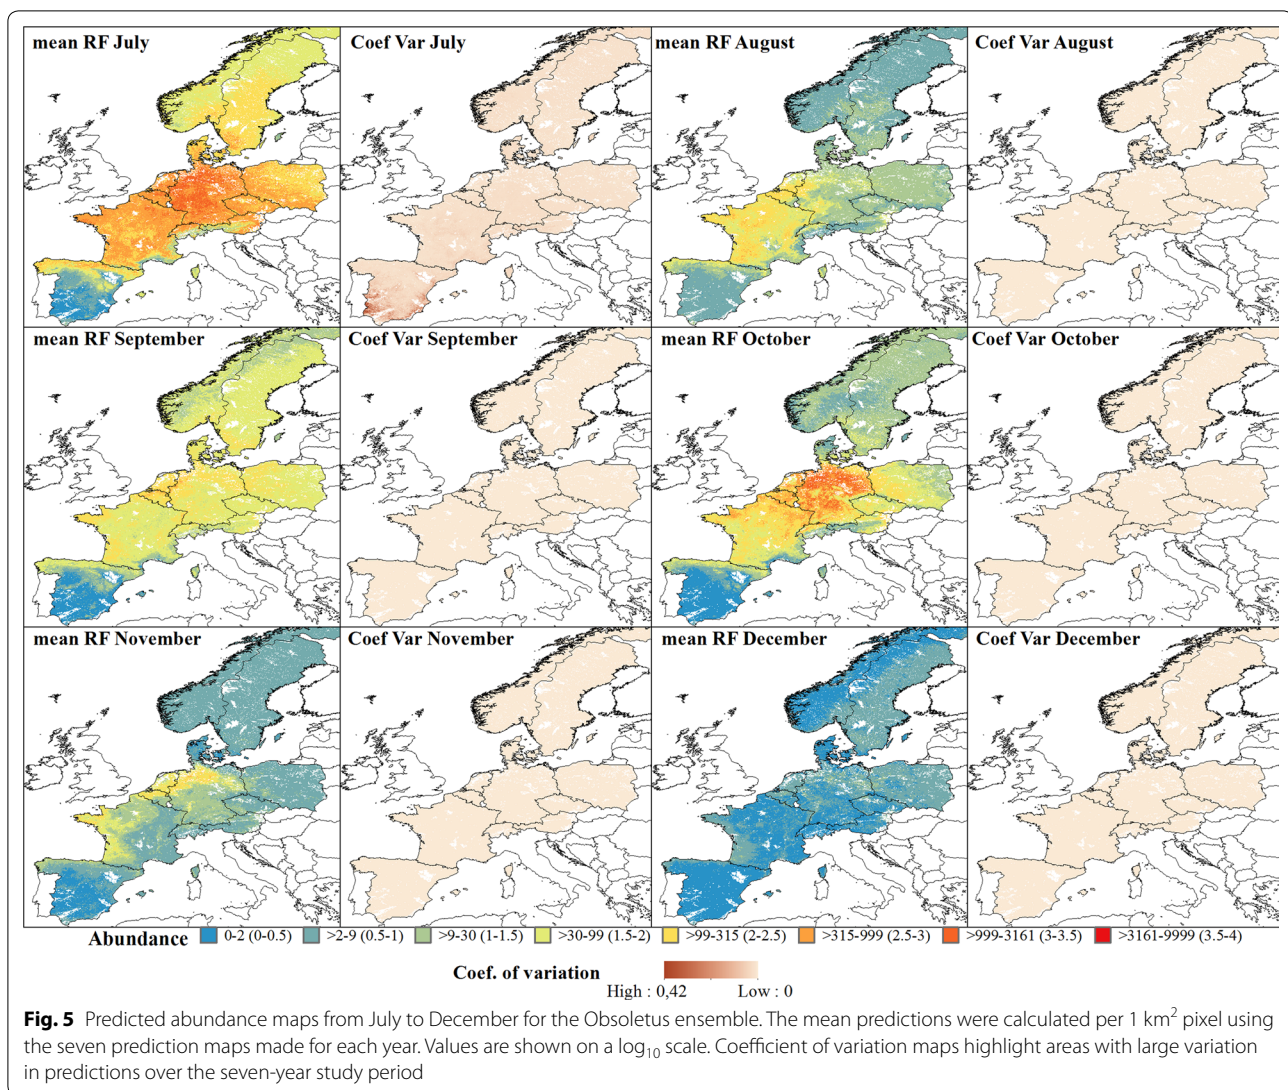 mean RF July Coef Var July mean RF August Coef Var August
mean RF September Coef Var September mean RF October Coef Var October
mean RF November Coef Var November mean RF December Coef Var December
Abundance 0-2 (0-0.5) >2-9 (0.5-1) >9-30 (1-1.5) >30-99 (1.5-2) >99-315 (2-2.5) >315-999 (2.5-3) >999-3161 (3-3.5) >3161-9999 (3.5-4)
Coef. of variation
High : 0,42 Low : 0
Fig. 5 Predicted abundance maps from July to December for the Obsoletus ensemble. The mean predictions were calculated per 1 km² pixel using
the seven prediction maps made for each year. Values are shown on a log₁₀ scale. Coefficient of variation maps highlight areas with large variation
in predictions over the seven-year study period